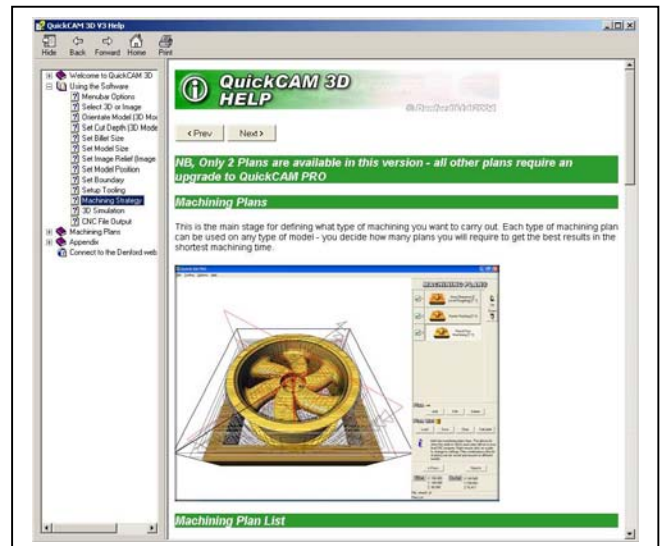 QuickCAM 3D V3 Help
Hide Back Forward Home Print
Welcome to QuickCAM 3D
Using the Software
Menubar Options
Select 3D or Image
Orientate Model (3D Mod
Set Cut Depth (3D Mode
Set Billet Size
Set Model Size
Set Image Relief (Image
Set Model Position
Set Boundary
Setup Tooling
Machining Strategy
3D Simulation
CNC File Output
Machining Plans
Appendix
Connect to the Denford web
QuickCAM 3D
HELP
< Prev Next >
NB, Only 2 Plans are available in this version - all other plans require an
upgrade to QuickCAM PRO
Machining Plans
This is the main stage for defining what type of machining you want to carry out. Each type of machining plan
can be used on any type of model - you decide how many plans you will require to get the best results in the
shortest machining time.
MACHINING PLANS
Machining Plan List